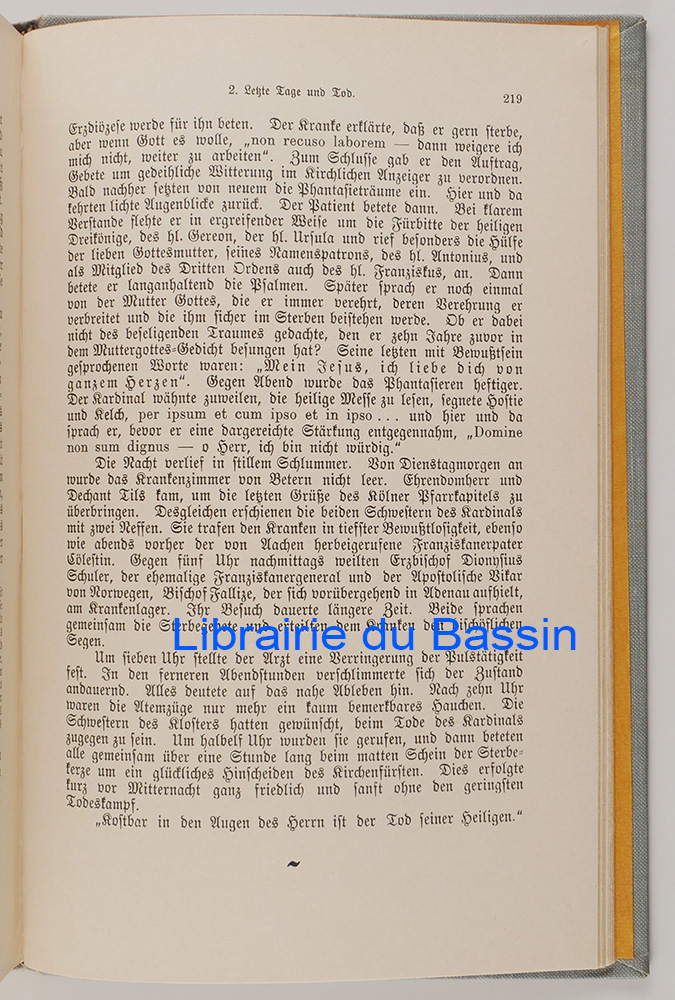 2. Letzte Tage und Tod.
219
Erzdiözese werde für ihn beten. Der Kranke erklärte, daß er gern sterbe,
aber wenn Gott es wolle, „non recuso laborem — dann weigere ich
mich nicht, weiter zu arbeiten“. Zum Schlusse gab er den Auftrag,
Gebete um gedeihliche Witterung im Kirchlichen Anzeiger zu verordnen.
Bald nachher setzten von neuem die Phantasieträume ein. Hier und da
kehrten lichte Augenblicke zurück. Der Patient betete dann. Bei klarem
Verstande flehte er in ergreifender Weise um die Fürbitte der heiligen
Dreikönige, des hl. Gereon, der hl. Ursula und rief besonders die Hülfe
der lieben Gottesmutter, seines Namenspatrons, des hl. Antonius, und
als Mitglied des Dritten Ordens auch des hl. Franziskus, an. Dann
betete er langanhaltend die Psalmen. Später sprach er noch einmal
von der Mutter Gottes, die er immer verehrt, deren Verehrung er
verbreitet und die ihm sicher im Sterben beistehen werde. Ob er dabei
nicht des beseligenden Traumes gedachte, den er zehn Jahre zuvor in
dem Muttergottes-Gedicht besungen hat? Seine letzten mit Bewußtsein
gesprochenen Worte waren: „Mein Jesus, ich liebe dich von
ganzem Herzen“. Gegen Abend wurde das Phantasieren heftiger.
Der Kardinal wähnte zuweilen, die heilige Messe zu lesen, segnete Hostie
und Kelch, per ipsum et cum ipso et in ipso . . . und hier und da
sprach er, bevor er eine dargereichte Stärkung entgegennahm, „Domine
non sum dignus — o Herr, ich bin nicht würdig.“
Die Nacht verlief in stillem Schlummer. Von Dienstagmorgen an
wurde das Krankenzimmer von Betern nicht leer. Ehrendomherr und
Dechant Tils kam, um die letzten Grüße des Kölner Pfarrkapitels zu
überbringen. Desgleichen erschienen die beiden Schwestern des Kardinals
mit zwei Neffen. Sie trafen den Kranken in tiefster Bewußtlosigkeit, ebenso
wie abends vorher der von Aachen herbeigerufene Franziskanerpater
Cölestin. Gegen fünf Uhr nachmittags weilten Erzbischof Dionysius
Schuler, der ehemalige Franziskanergeneral und der Apostolische Vikar
von Norwegen, Bischof Fallize, der sich vorübergehend in Adenau aufhielt,
am Krankenlager. Ihr Besuch dauerte längere Zeit. Beide sprachen
gemeinsam die Sterbegebete und erteilten dem Kranken den bischöflichen
Segen.
Librairie du Bassin
Um sieben Uhr stellte der Arzt eine Verringerung der Pulstätigkeit
fest. In den ferneren Abendstunden verschlimmerte sich der Zustand
andauernd. Alles deutete auf das nahe Ableben hin. Nach zehn Uhr
waren die Atemzüge nur mehr ein kaum bemerkbares Hauchen. Die
Schwestern des Klosters hatten gewünscht, beim Tode des Kardinals
zugegen zu sein. Um halbelf Uhr wurden sie gerufen, und dann beteten
alle gemeinsam über eine Stunde lang beim matten Schein der Sterbe-
kerze um ein glückliches Hinscheiden des Kirchenfürsten. Dies erfolgte
kurz vor Mitternacht ganz friedlich und sanft ohne den geringsten
Todeskampf.
„Kostbar in den Augen des Herrn ist der Tod seiner Heiligen.“